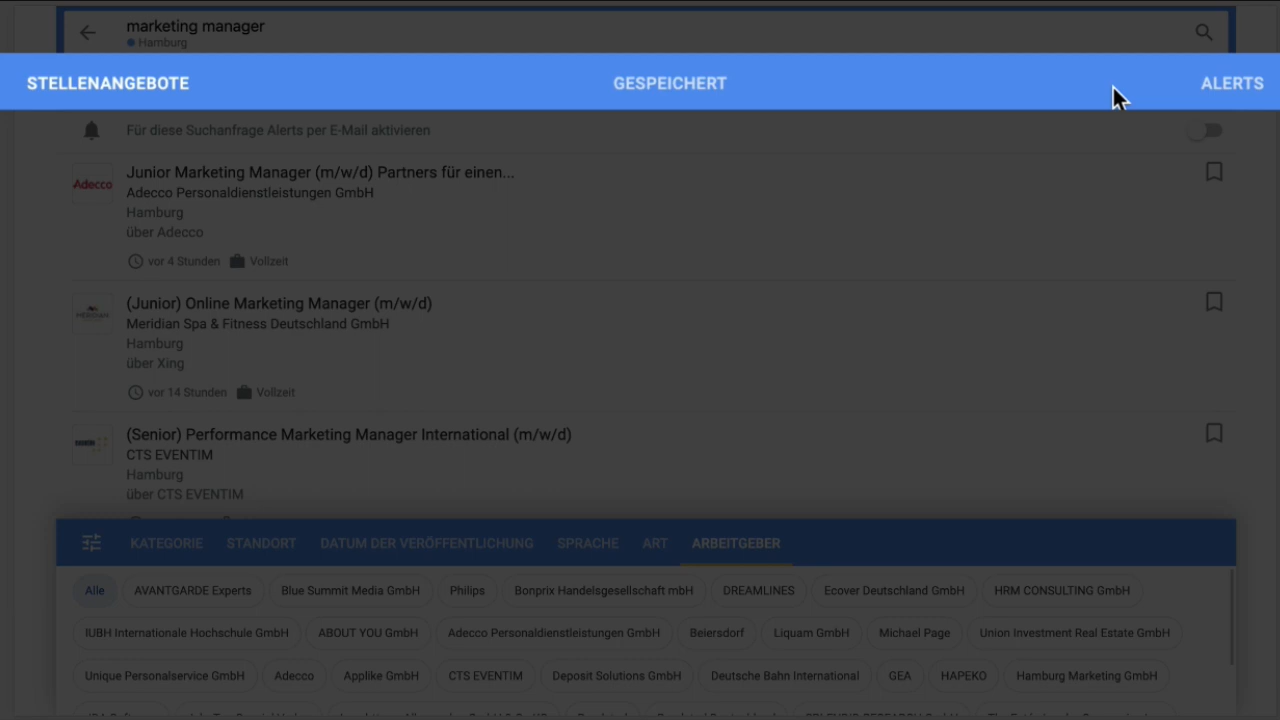 marketing manager
Hamburg
STELLENANGEBOTE GESPEICHERT ALERTS
Für diese Suchanfrage Alerts per E-Mail aktivieren
Adecco
Junior Marketing Manager (m/w/d) Partners für einen...
Adecco Personaldienstleistungen GmbH
Hamburg
über Adecco
vor 4 Stunden Vollzeit
MERIDIAN
(Junior) Online Marketing Manager (m/w/d)
Meridian Spa & Fitness Deutschland GmbH
Hamburg
über Xing
vor 14 Stunden Vollzeit
(Senior) Performance Marketing Manager International (m/w/d)
CTS EVENTIM
Hamburg
über CTS EVENTIM
KATEGORIE STANDORT DATUM DER VERÖFFENTLICHUNG SPRACHE ART ARBEITGEBER
Alle AVANTGARDE Experts Blue Summit Media GmbH Philips Bonprix Handelsgesellschaft mbH DREAMLINES Ecover Deutschland GmbH HRM CONSULTING GmbH
IUBH Internationale Hochschule GmbH ABOUT YOU GmbH Adecco Personaldienstleistungen GmbH Beiersdorf Liquam GmbH Michael Page Union Investment Real Estate GmbH
Unique Personalservice GmbH Adecco Applike GmbH CTS EVENTIM Deposit Solutions GmbH Deutsche Bahn International GEA HAPEKO Hamburg Marketing GmbH